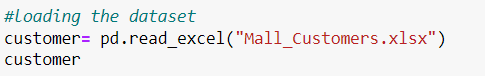 #loading the dataset
customer= pd.read_excel("Mall_Customers.xlsx")
customer